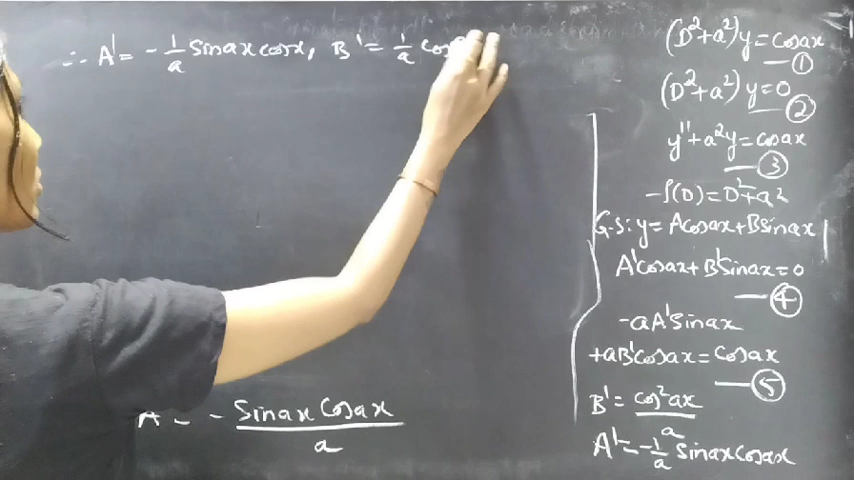 ∴ A' = -1/a sinax cosx, B' = 1/a cos
A = - sinax cosax / a
(D²+a²)y = cosax
— ①
(D²+a²) y = 0
— ②
y''+a²y = cosax
— ③
-f(D) = D²+a²
G.S: y = Acosax+Bsinax
A'cosax+B'sinax = 0
— ④
-aA'sinax
+aB'cosax = cosax
— ⑤
B' = cos²ax / a
A' = -1/a sinaxcosax